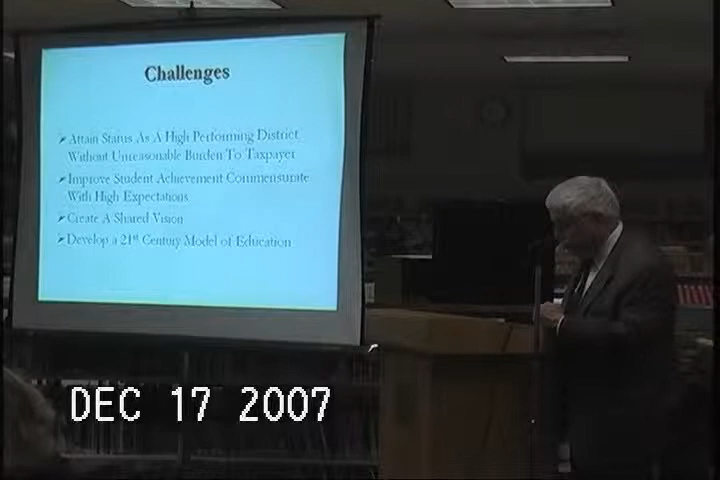 Challenges
Attain Status As A High Performing District
Without Unreasonable Burden To Taxpayer
Improve Student Achievement Commensurate
With High Expectations
Create A Shared Vision
Develop a 21st Century Model of Education
DEC 17 2007